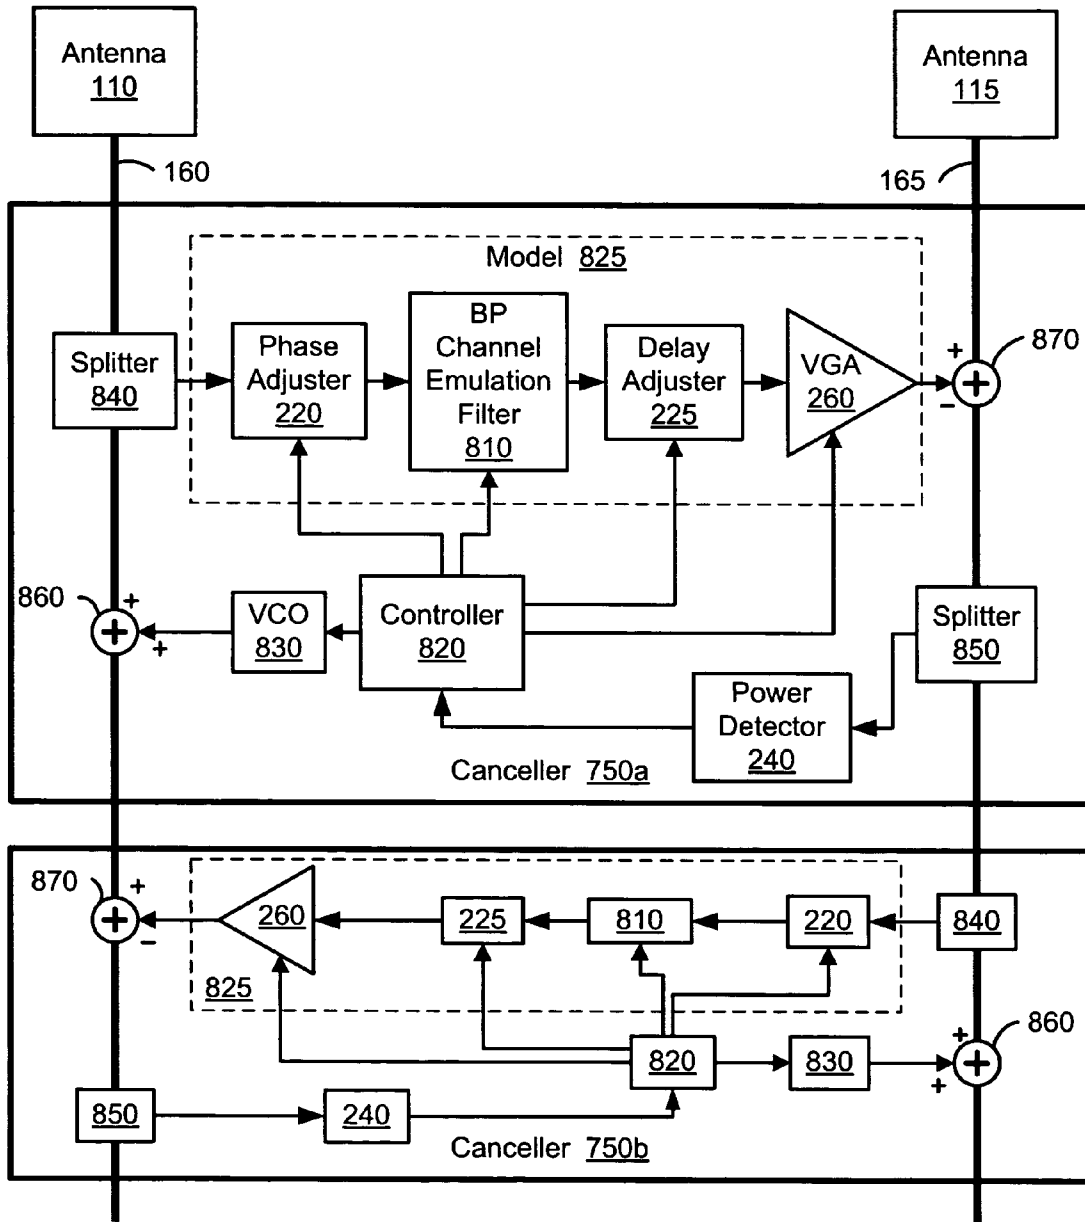 Antenna
110
Antenna
115
160
165
Model 825
Splitter
840
Phase
Adjuster
220
BP
Channel
Emulation
Filter
810
Delay
Adjuster
225
VGA
260
+
870
+
−
860
+
+
+
VCO
830
Controller
820
Splitter
850
Power
Detector
240
Canceller 750a
870
+
+
−
260
225
810
220
840
825
820
830
+
+
860
+
850
240
Canceller 750b